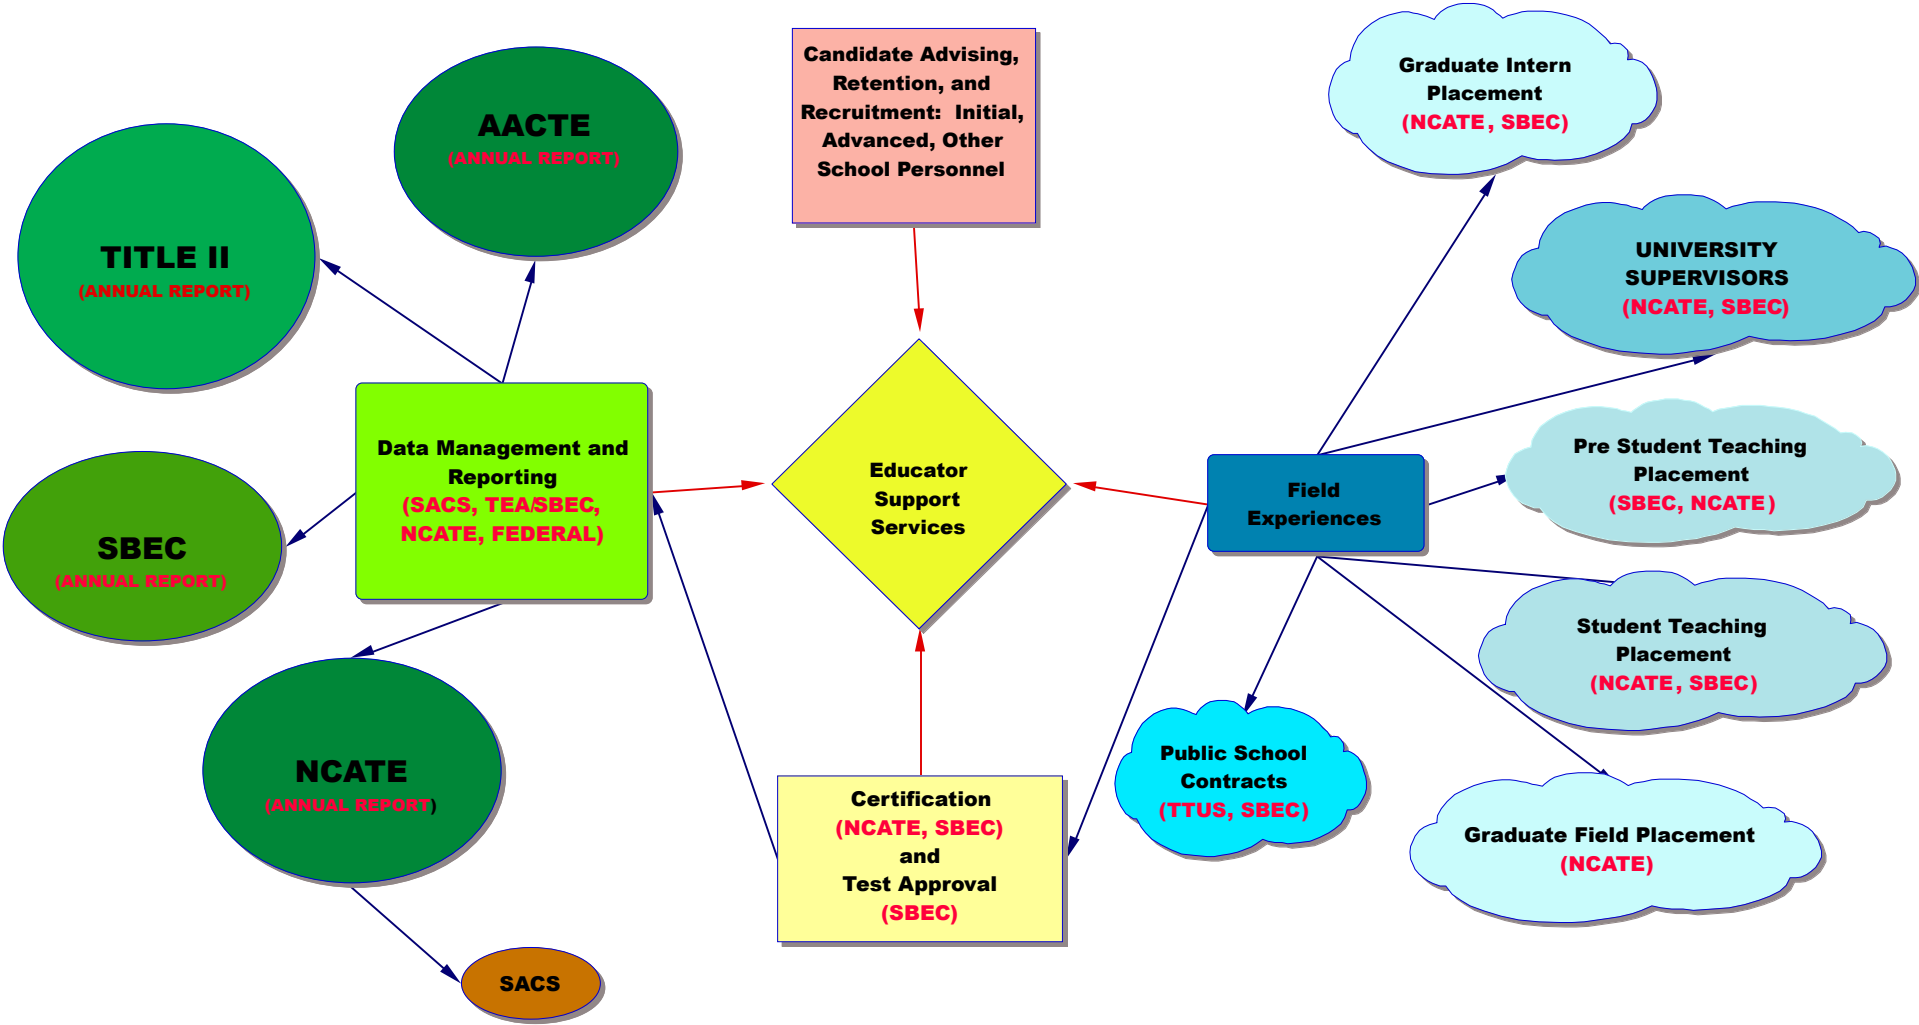 AACTE
(ANNUAL REPORT)
TITLE II
(ANNUAL REPORT)
Candidate Advising,
Retention, and
Recruitment: Initial,
Advanced, Other
School Personnel
Graduate Intern
Placement
(NCATE, SBEC)
UNIVERSITY
SUPERVISORS
(NCATE, SBEC)
Data Management and
Reporting
(SACS, TEA/SBEC,
NCATE, FEDERAL)
Educator
Support
Services
Field
Experiences
Pre Student Teaching
Placement
(SBEC, NCATE)
SBEC
(ANNUAL REPORT)
Student Teaching
Placement
(NCATE, SBEC)
NCATE
(ANNUAL REPORT)
Certification
(NCATE, SBEC)
and
Test Approval
(SBEC)
Public School
Contracts
(TTUS, SBEC)
Graduate Field Placement
(NCATE)
SACS